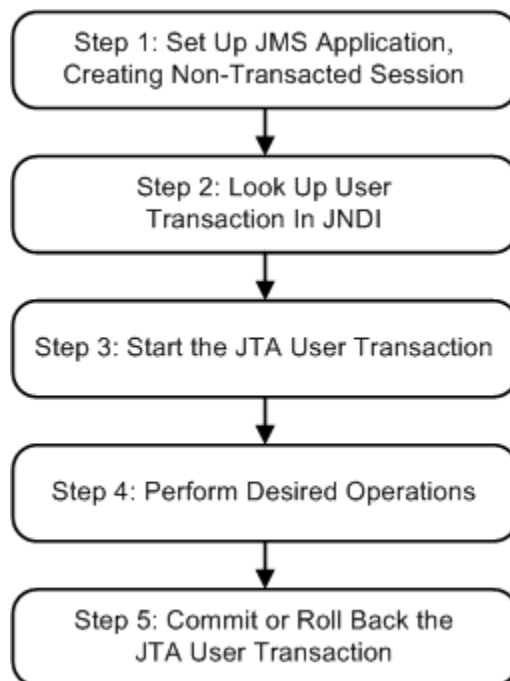 Step 1: Set Up JMS Application,
Creating Non-Transacted Session
Step 2: Look Up User
Transaction In JNDI
Step 3: Start the JTA User Transaction
Step 4: Perform Desired Operations
Step 5: Commit or Roll Back the
JTA User Transaction